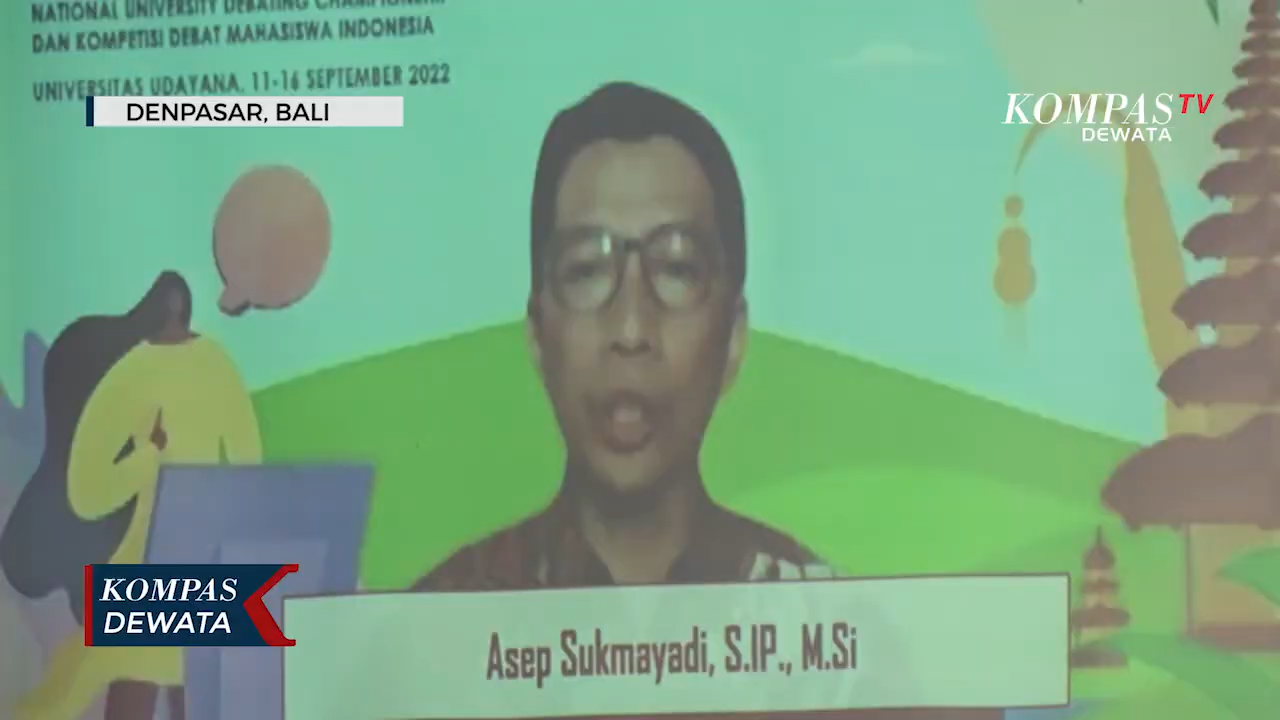 NATIONAL UNIVERSITY DEBATING CHAMPIONSHIP
DAN KOMPETISI DEBAT MAHASISWA INDONESIA
UNIVERSITAS UDAYANA, 11-16 SEPTEMBER 2022
DENPASAR, BALI
KOMPAS TV
DEWATA
KOMPAS
DEWATA
Asep Sukmayadi, S.IP., M.Si